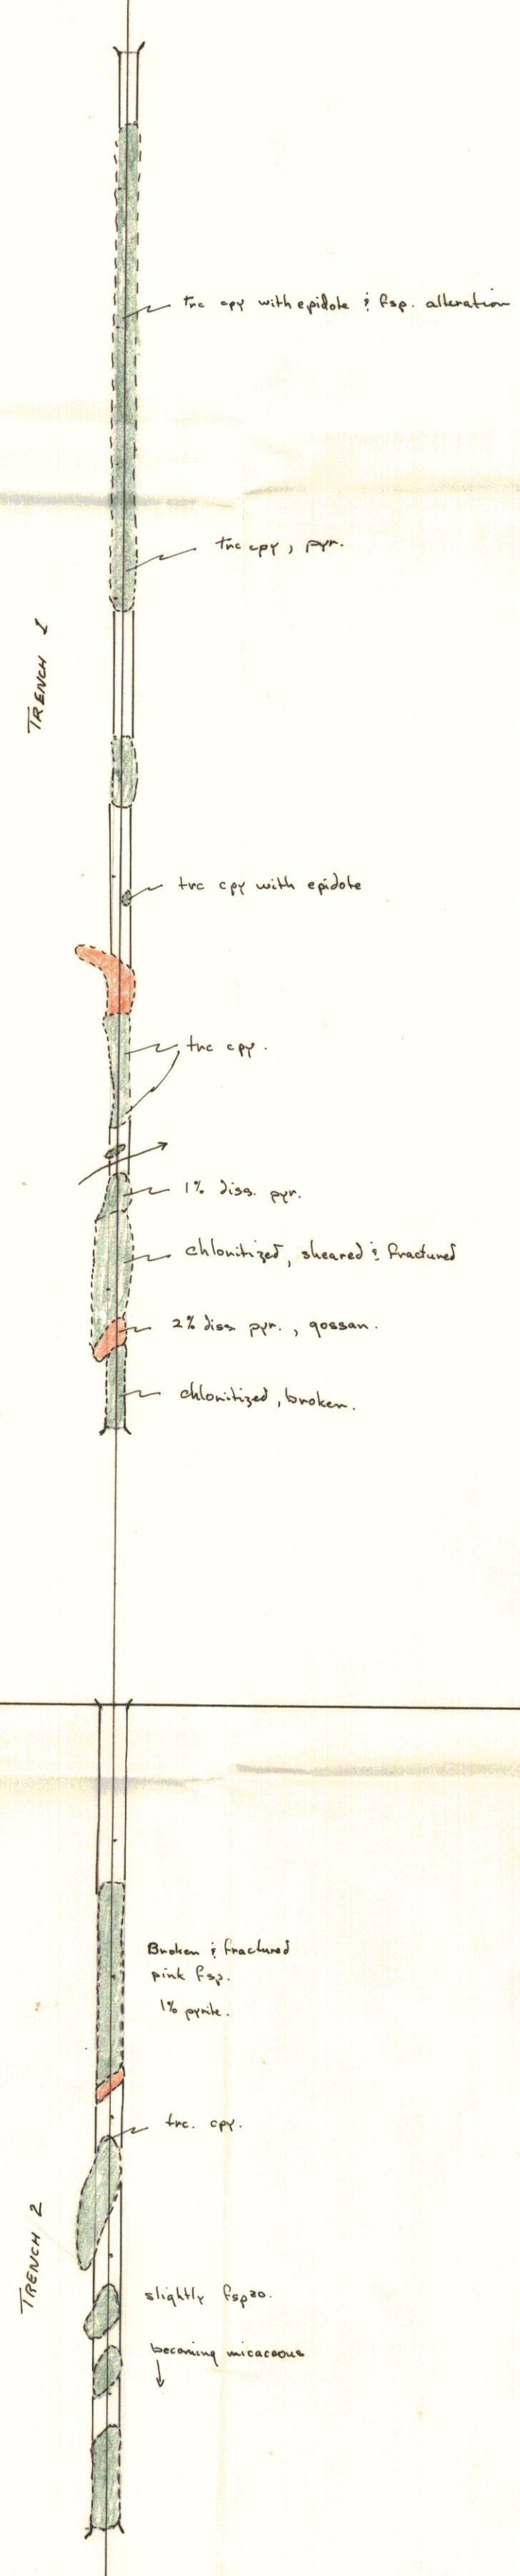 trc cpy with epidote & fsp. alteration
trc cpy, pyr.
TRENCH 1
trc cpy with epidote
trc cpy.
1% diss. pyr.
chloritized, sheared & fractured
2% diss pyr., gossan.
chloritized, broken.
Broken & fractured
pink fsp.
1% pyrite.
trc. cpy.
TRENCH 2
slightly fsp20.
becoming micaceous